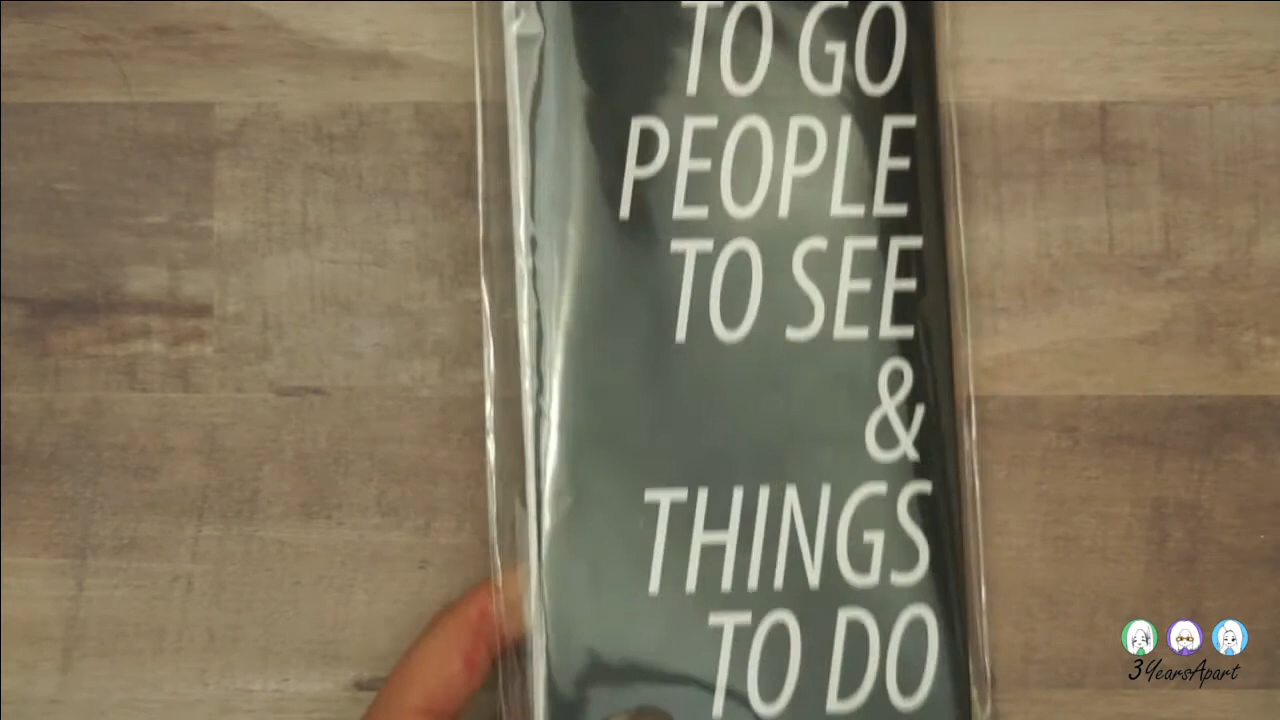 TO GO
PEOPLE
TO SEE
&
THINGS
TO DO
3YearsApart